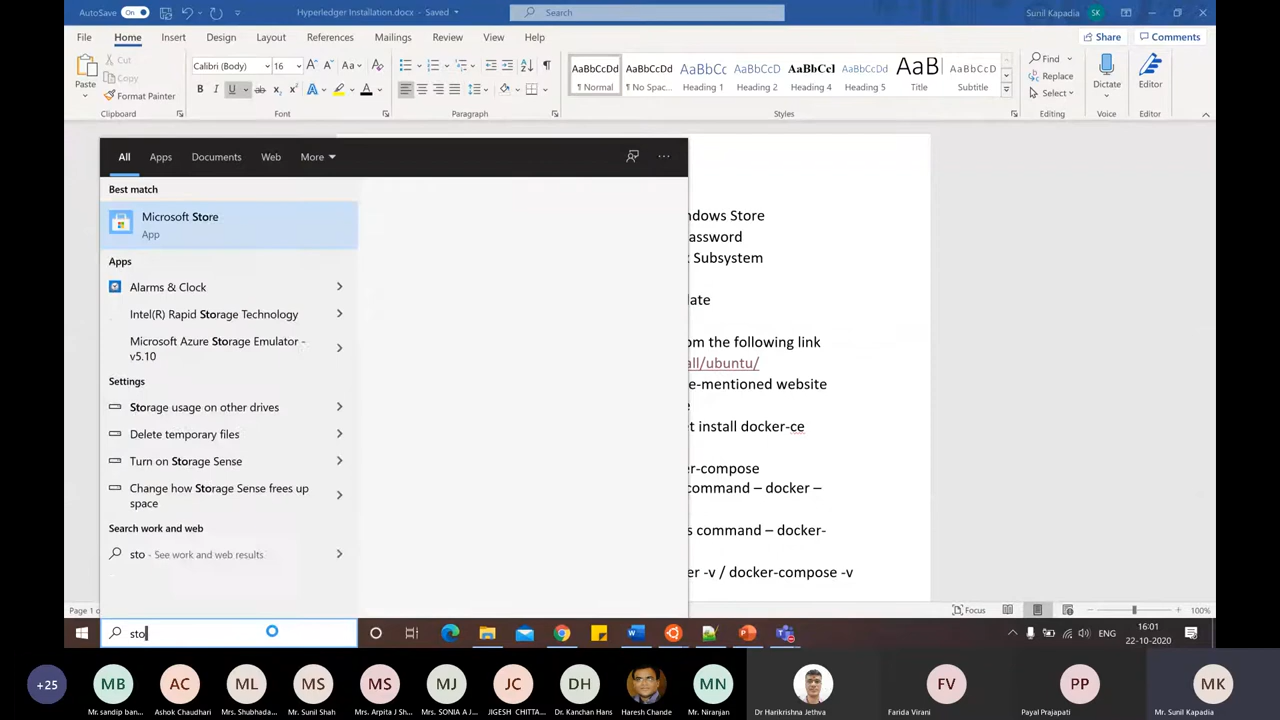 AutoSave On Hyperledger Installation.docx - Saved Search Sunil Kapadia SK
File Home Insert Design Layout References Mailings Review View Help Share Comments
Paste Cut Copy Format Painter
Calibri (Body) 16
AaBbCcDd AaBbCcDd AaBbCc AaBbCcD AaBbCcI AaBbCcD AaB AaBbCcD
¶ Normal ¶ No Spac... Heading 1 Heading 2 Heading 4 Heading 5 Title Subtitle
Find Replace Select Dictate Editor
Clipboard Font Paragraph Styles Editing Voice Editor
All Apps Documents Web More
Best match
Microsoft Store
App
Apps
Alarms & Clock
Intel(R) Rapid Storage Technology
Microsoft Azure Storage Emulator -
v5.10
Settings
Storage usage on other drives
Delete temporary files
Turn on Storage Sense
Change how Storage Sense frees up
space
Search work and web
sto - See work and web results
ndows Store
assword
Subsystem
late
om the following link
all/ubuntu/
e-mentioned website
e
et install docker-ce
er-compose
command – docker –
s command – docker-
er -v / docker-compose -v
Page 1 o Focus 100%
sto
ENG 16:01
22-10-2020
+25 MB AC ML MS MS MJ JC DH MN FV PP MK
Mr. sandip ban... Ashok Chaudhari Mrs. Shubhada... Mr. Sunil Shah Mrs. Arpita J Sh... Mrs. SONIA A J... JIGESH CHITTA... Dr. Kanchan Hans Haresh Chande Mr. Niranjan Dr Harikrishna Jethva Farida Virani Payal Prajapati Mr. Sunil Kapadia